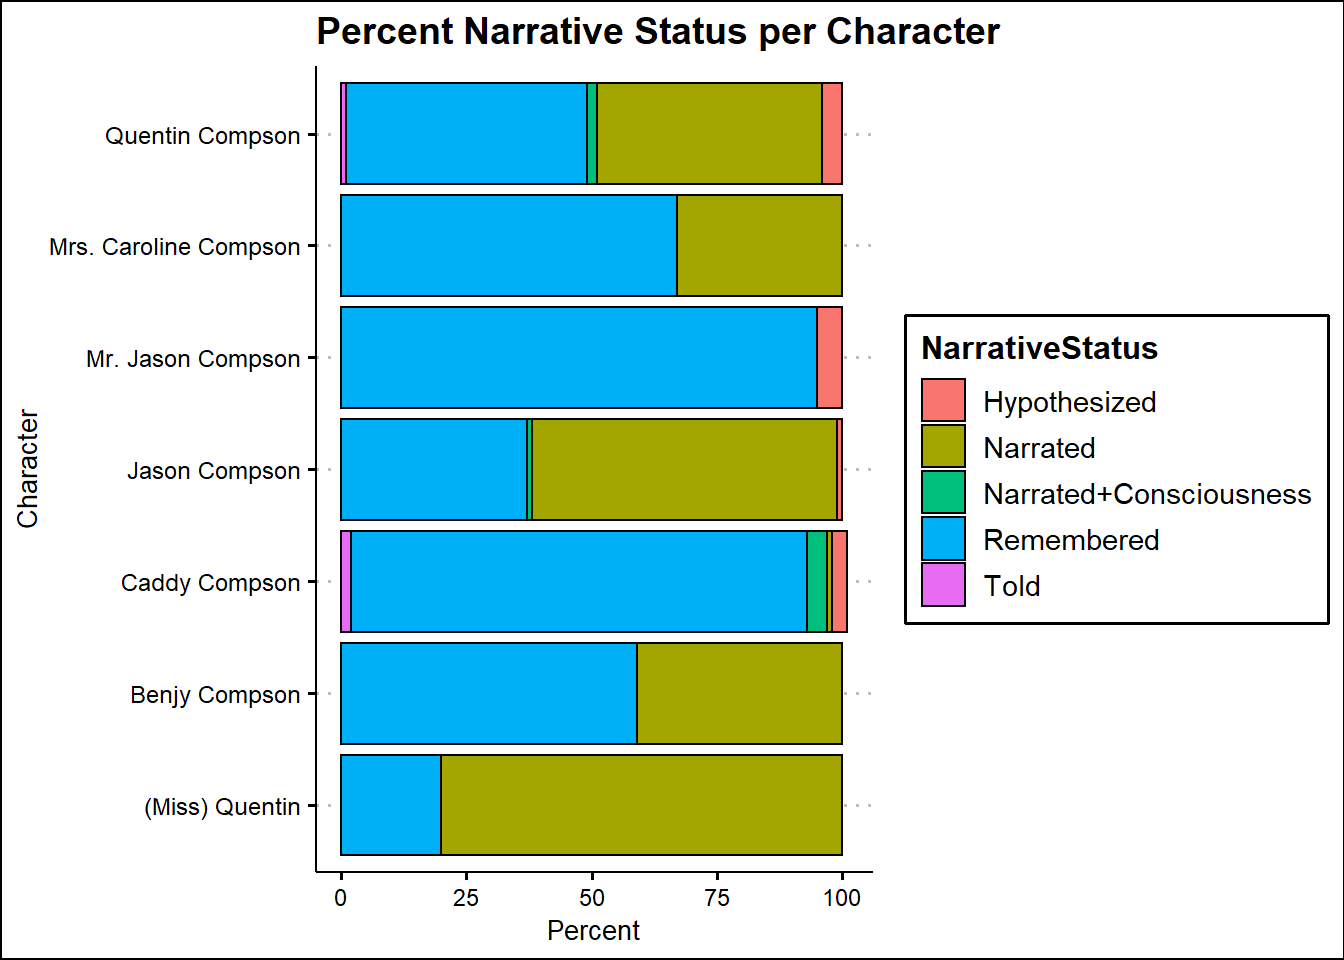 Percent Narrative Status per Character
Quentin Compson
Mrs. Caroline Compson
Mr. Jason Compson
Jason Compson
Caddy Compson
Benjy Compson
(Miss) Quentin
Character
0 25 50 75 100
Percent
NarrativeStatus
Hypothesized
Narrated
Narrated+Consciousness
Remembered
Told